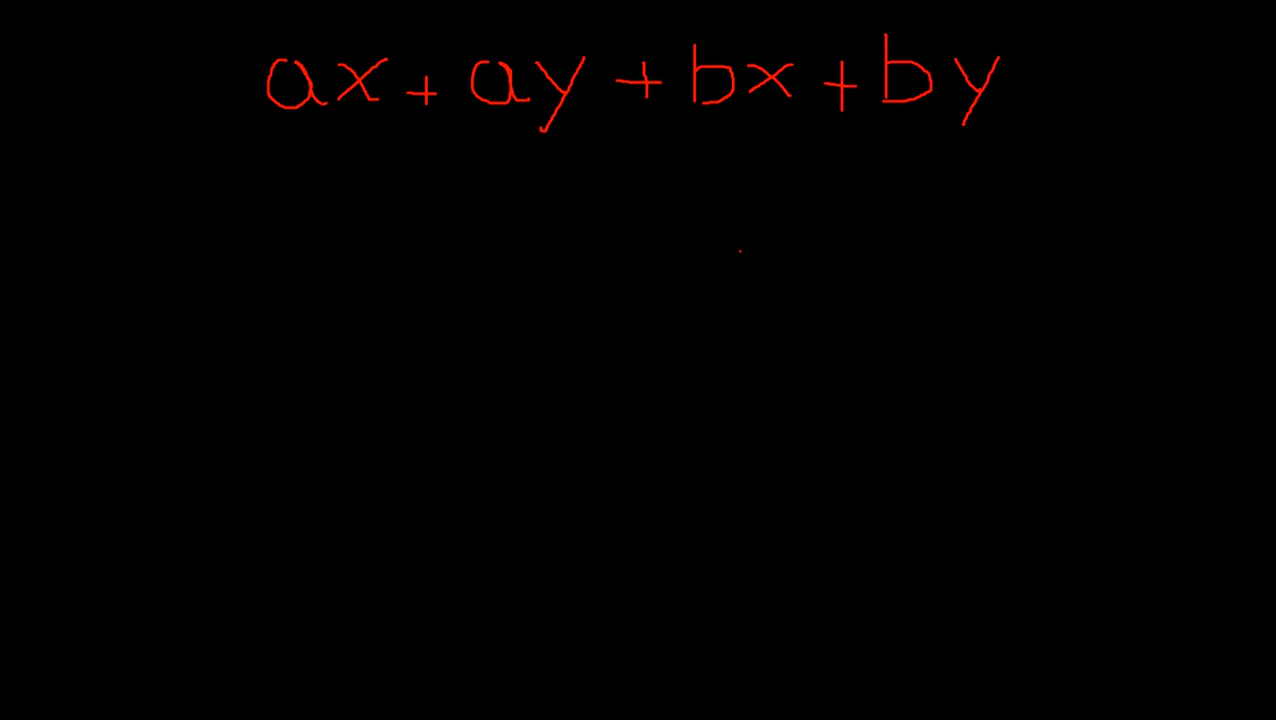 ax + ay + bx + by